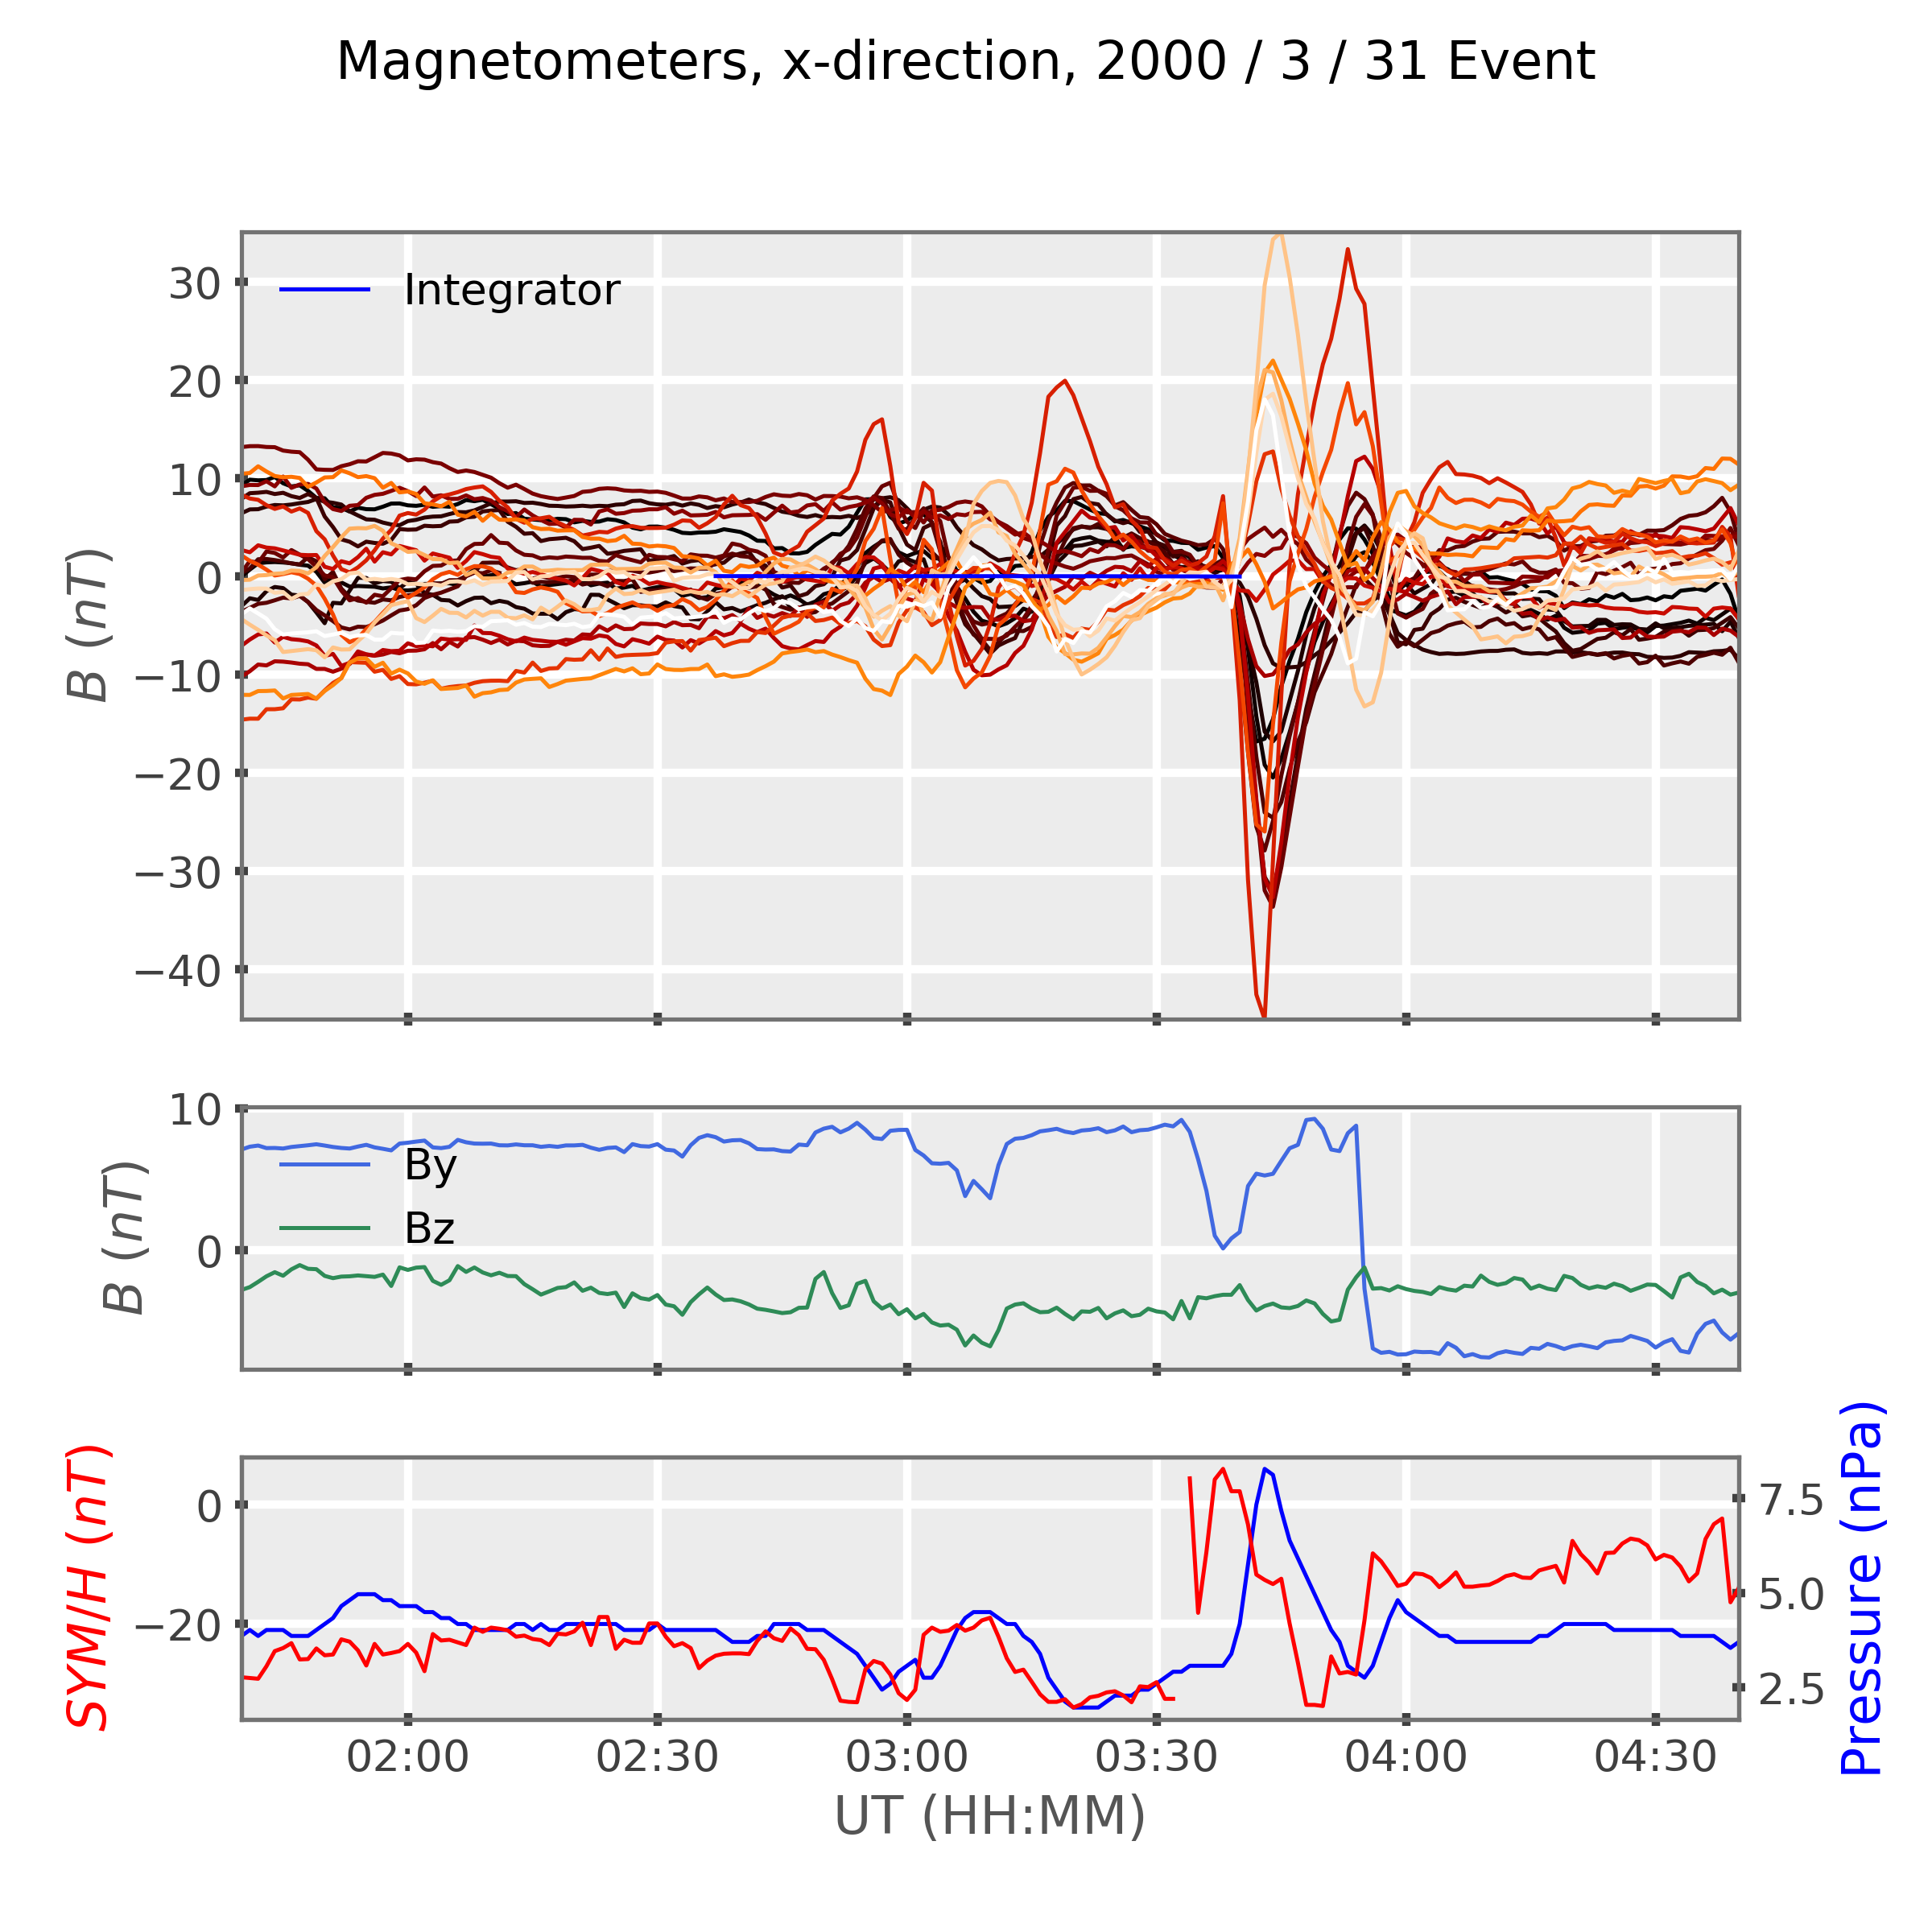 Magnetometers, x-direction, 2000 / 3 / 31 Event
B (nT)
30
20
10
0
−10
−20
−30
−40
Integrator
B (nT)
10
0
By
Bz
SYM/H (nT)
0
−20
7.5
5.0
2.5
Pressure (nPa)
02:00 02:30 03:00 03:30 04:00 04:30
UT (HH:MM)